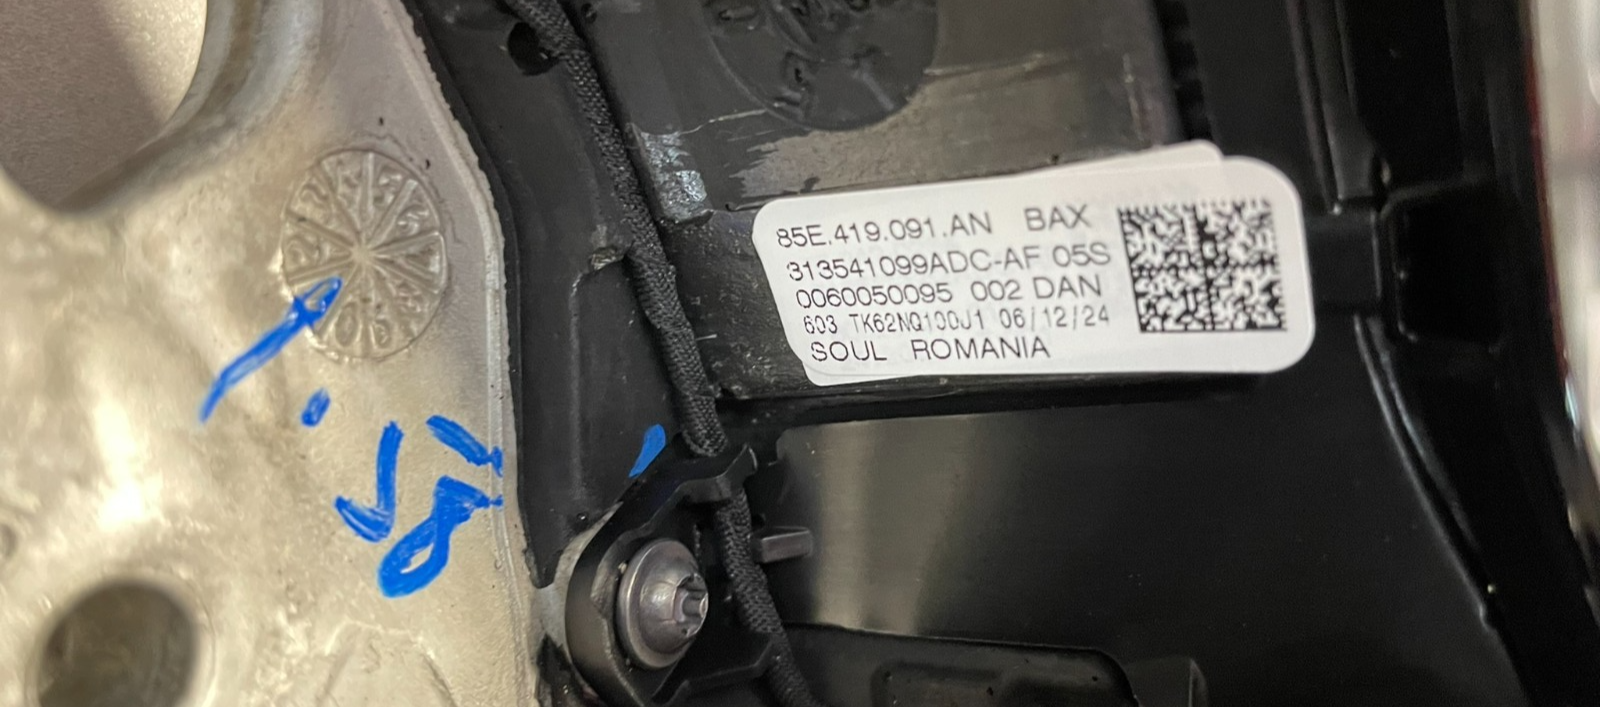 85E.419.091.AN BAX
313541099ADC-AF 05S
0060050095 002 DAN
603 TK62NQ100J1 06/12/24
SOUL ROMANIA